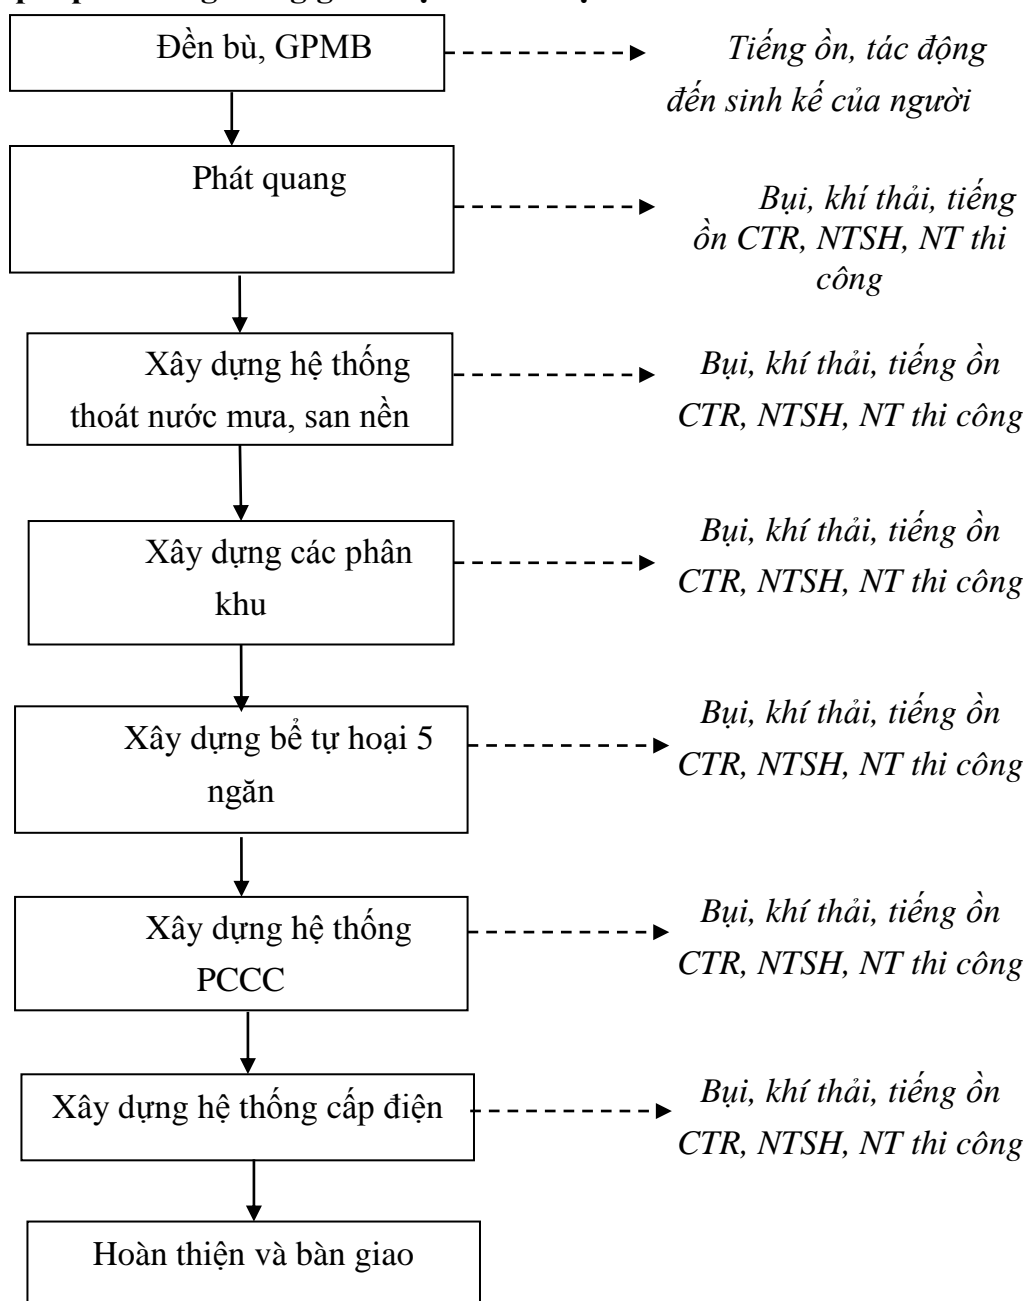 Đền bù, GPMB
Tiếng ồn, tác động
đến sinh kế của người
Phát quang
Bụi, khí thải, tiếng
ồn CTR, NTSH, NT thi
công
Xây dựng hệ thống
thoát nước mưa, san nền
Bụi, khí thải, tiếng ồn
CTR, NTSH, NT thi công
Xây dựng các phân
khu
Bụi, khí thải, tiếng ồn
CTR, NTSH, NT thi công
Xây dựng bể tự hoại 5
ngăn
Bụi, khí thải, tiếng ồn
CTR, NTSH, NT thi công
Xây dựng hệ thống
PCCC
Bụi, khí thải, tiếng ồn
CTR, NTSH, NT thi công
Xây dựng hệ thống cấp điện
Bụi, khí thải, tiếng ồn
CTR, NTSH, NT thi công
Hoàn thiện và bàn giao